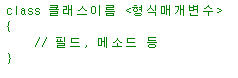 class 클래스이름 <형식매개변수>
{
// 필드, 메소드 등
}